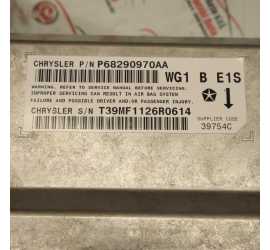 CHRYSLER P/N P68290970AA
WG1 B E1S
WARNING: REFER TO SERVICE MANUAL BEFORE SERVICING.
IMPROPER SERVICING CAN RESULT IN AIR BAG SYSTEM
FAILURE AND POSSIBLE DRIVER AND/OR PASSENGER INJURY.
CHRYSLER S/N T39MF1126R0614
SUPPLIER CODE
39754C